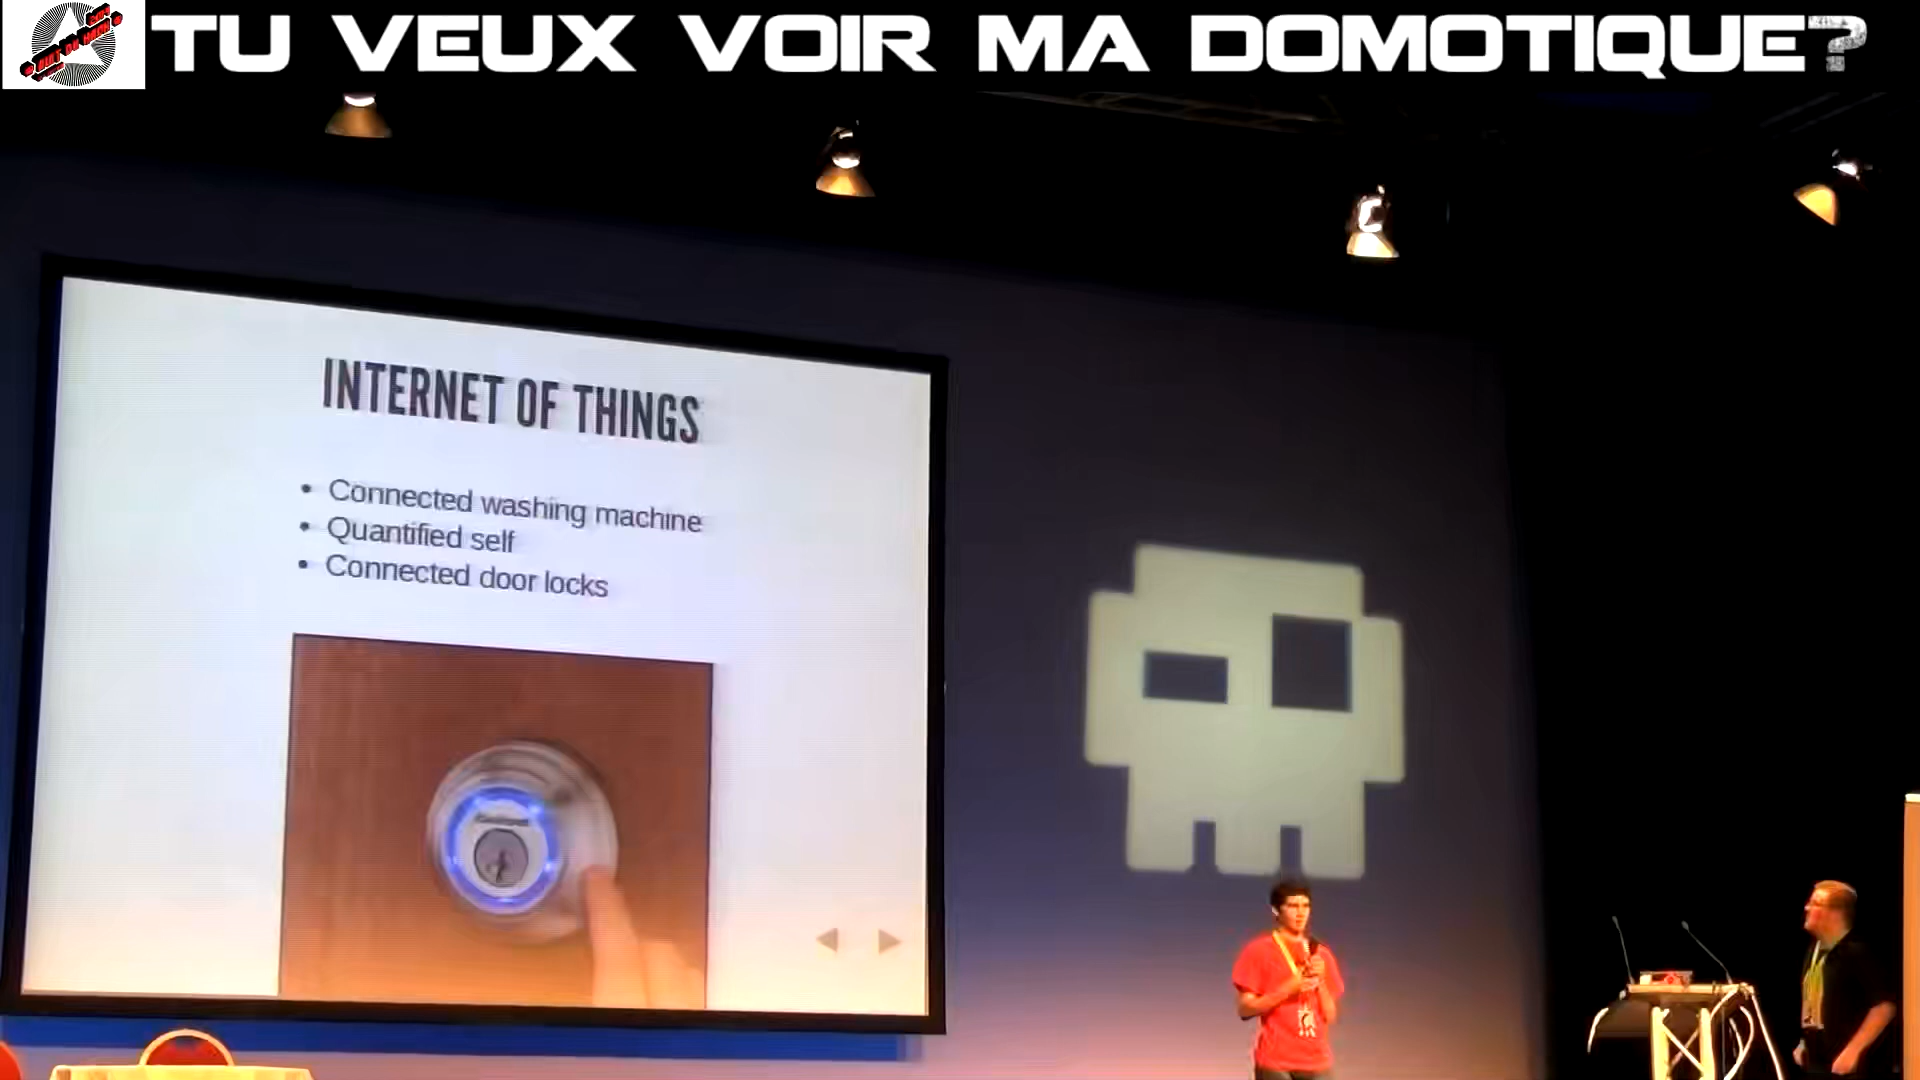 TU VEUX VOIR MA DOMOTIQUE?
INTERNET OF THINGS
• Connected washing machine
• Quantified self
• Connected door locks